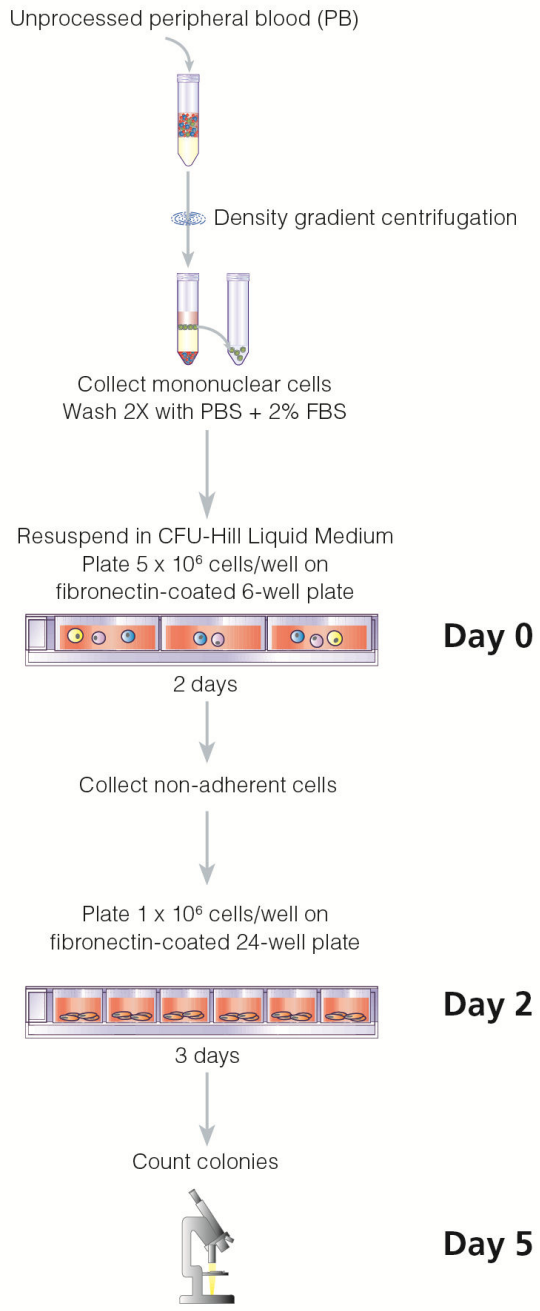 Unprocessed peripheral blood (PB)
Density gradient centrifugation
Collect mononuclear cells
Wash 2X with PBS + 2% FBS
Resuspend in CFU-Hill Liquid Medium
Plate 5 x 10⁶ cells/well on
fibronectin-coated 6-well plate
Day 0
2 days
Collect non-adherent cells
Plate 1 x 10⁶ cells/well on
fibronectin-coated 24-well plate
Day 2
3 days
Count colonies
Day 5